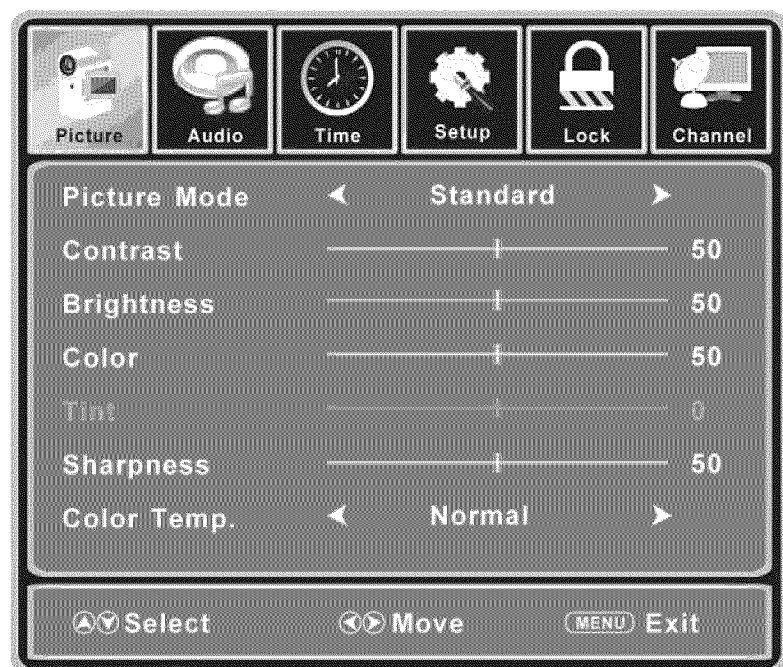 Picture Audio Time Setup Lock Channel
Picture Mode Standard
Contrast 50
Brightness 50
Color 50
Tint 0
Sharpness 50
Color Temp. Normal
Select Move MENU Exit